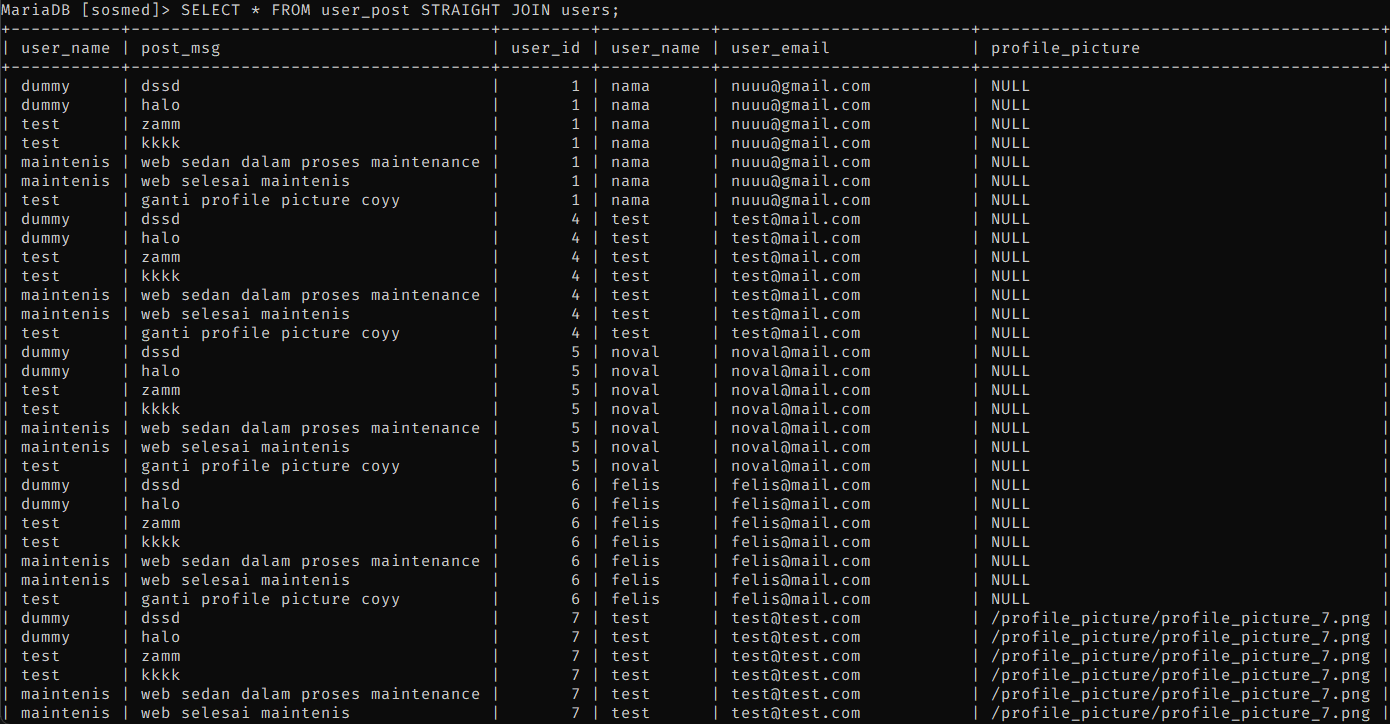 MariaDB [sosmed]> SELECT * FROM user_post STRAIGHT JOIN users;
+-----------+-----------------------------------+---------+-----------+------------------------+----------------------------------------+
| user_name | post_msg | user_id | user_name | user_email | profile_picture |
+-----------+-----------------------------------+---------+-----------+------------------------+----------------------------------------+
| dummy | dssd | 1 | nama | nuuu@gmail.com | NULL |
| dummy | halo | 1 | nama | nuuu@gmail.com | NULL |
| test | zamm | 1 | nama | nuuu@gmail.com | NULL |
| test | kkkk | 1 | nama | nuuu@gmail.com | NULL |
| maintenis | web sedan dalam proses maintenance | 1 | nama | nuuu@gmail.com | NULL |
| maintenis | web selesai maintenis | 1 | nama | nuuu@gmail.com | NULL |
| test | ganti profile picture coyy | 1 | nama | nuuu@gmail.com | NULL |
| dummy | dssd | 4 | test | test@mail.com | NULL |
| dummy | halo | 4 | test | test@mail.com | NULL |
| test | zamm | 4 | test | test@mail.com | NULL |
| test | kkkk | 4 | test | test@mail.com | NULL |
| maintenis | web sedan dalam proses maintenance | 4 | test | test@mail.com | NULL |
| maintenis | web selesai maintenis | 4 | test | test@mail.com | NULL |
| test | ganti profile picture coyy | 4 | test | test@mail.com | NULL |
| dummy | dssd | 5 | noval | noval@mail.com | NULL |
| dummy | halo | 5 | noval | noval@mail.com | NULL |
| test | zamm | 5 | noval | noval@mail.com | NULL |
| test | kkkk | 5 | noval | noval@mail.com | NULL |
| maintenis | web sedan dalam proses maintenance | 5 | noval | noval@mail.com | NULL |
| maintenis | web selesai maintenis | 5 | noval | noval@mail.com | NULL |
| test | ganti profile picture coyy | 5 | noval | noval@mail.com | NULL |
| dummy | dssd | 6 | felis | felis@mail.com | NULL |
| dummy | halo | 6 | felis | felis@mail.com | NULL |
| test | zamm | 6 | felis | felis@mail.com | NULL |
| test | kkkk | 6 | felis | felis@mail.com | NULL |
| maintenis | web sedan dalam proses maintenance | 6 | felis | felis@mail.com | NULL |
| maintenis | web selesai maintenis | 6 | felis | felis@mail.com | NULL |
| test | ganti profile picture coyy | 6 | felis | felis@mail.com | NULL |
| dummy | dssd | 7 | test | test@test.com | /profile_picture/profile_picture_7.png |
| dummy | halo | 7 | test | test@test.com | /profile_picture/profile_picture_7.png |
| test | zamm | 7 | test | test@test.com | /profile_picture/profile_picture_7.png |
| test | kkkk | 7 | test | test@test.com | /profile_picture/profile_picture_7.png |
| maintenis | web sedan dalam proses maintenance | 7 | test | test@test.com | /profile_picture/profile_picture_7.png |
| maintenis | web selesai maintenis | 7 | test | test@test.com | /profile_picture/profile_picture_7.png |